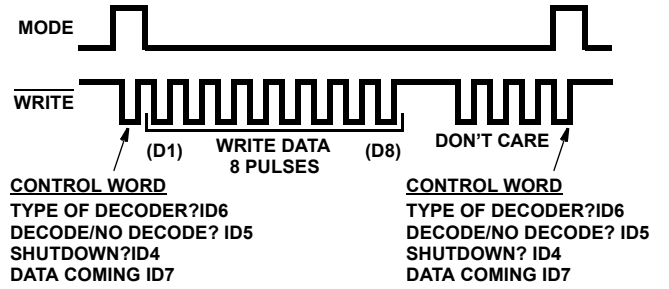 MODE
WRITE
(D1) WRITE DATA (D8) DON'T CARE
8 PULSES
CONTROL WORD
TYPE OF DECODER?ID6
DECODE/NO DECODE? ID5
SHUTDOWN?ID4
DATA COMING ID7
CONTROL WORD
TYPE OF DECODER?ID6
DECODE/NO DECODE? ID5
SHUTDOWN? ID4
DATA COMING ID7